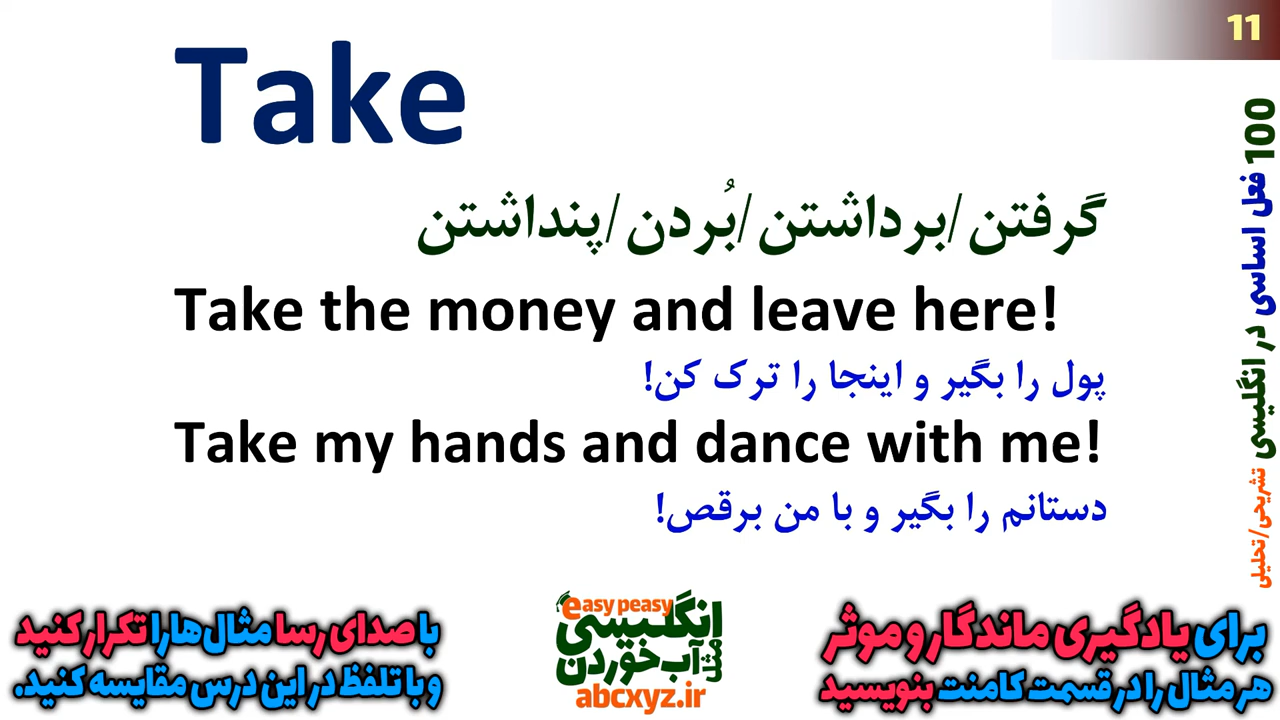 11
Take
گرفتن/برداشتن/بُردن/پنداشتن
Take the money and leave here!
پول را بگیر و اینجا را ترک کن!
Take my hands and dance with me!
دستانم را بگیر و با من برقص!
100 فعل اساسی در انگلیسی تشریحی/تحلیلی
برای یادگیری ماندگار و موثر
هر مثال را در قسمت کامنت بنویسید
easy peasy
انگلیسی
مثل
آب خوردن
abcxyz.ir
با صدای رسا مثال‌ها را تکرار کنید
و با تلفظ در این درس مقایسه کنید.